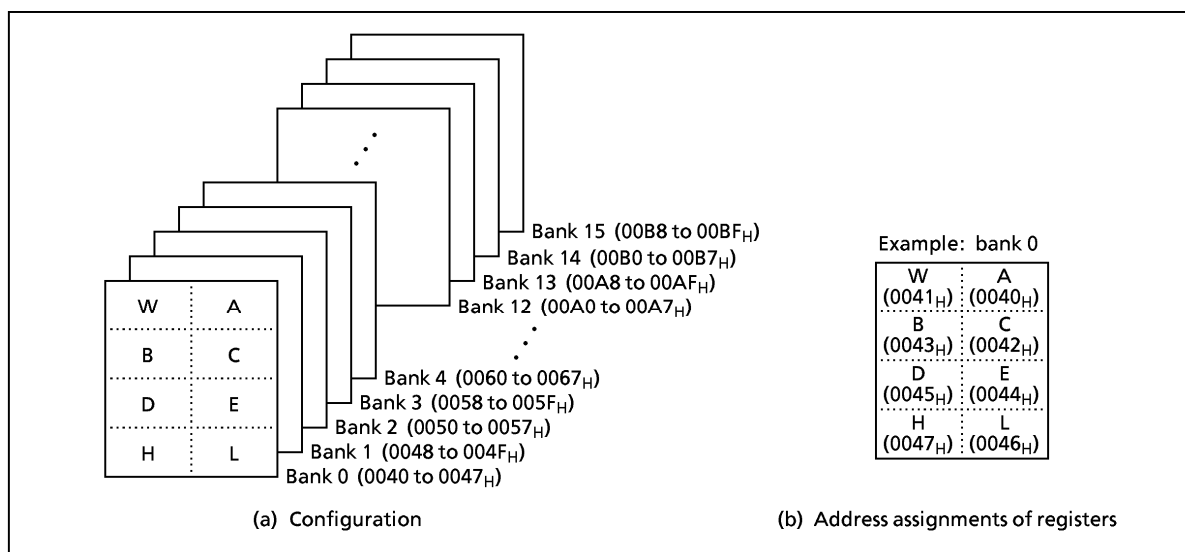 Bank 15 (00B8 to 00BFH)
Bank 14 (00B0 to 00B7H)
Bank 13 (00A8 to 00AFH)
Bank 12 (00A0 to 00A7H)
W A
B C
D E
H L
Bank 4 (0060 to 0067H)
Bank 3 (0058 to 005FH)
Bank 2 (0050 to 0057H)
Bank 1 (0048 to 004FH)
Bank 0 (0040 to 0047H)
(a) Configuration
Example: bank 0
W A
(0041H) (0040H)
B C
(0043H) (0042H)
D E
(0045H) (0044H)
H L
(0047H) (0046H)
(b) Address assignments of registers